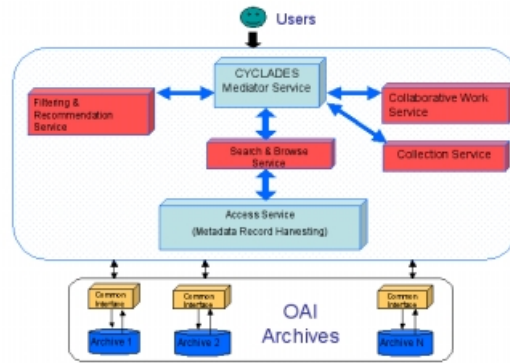 Users
CYCLADES
Mediator Service
Filtering &
Recommendation
Service
Collaborative Work
Service
Search & Browse
Service
Collection Service
Access Service
(Metadata Record Harvesting)
Common
Interface
Common
Interface
OAI
Archives
Common
Interface
Archive 1
Archive 2
Archive N